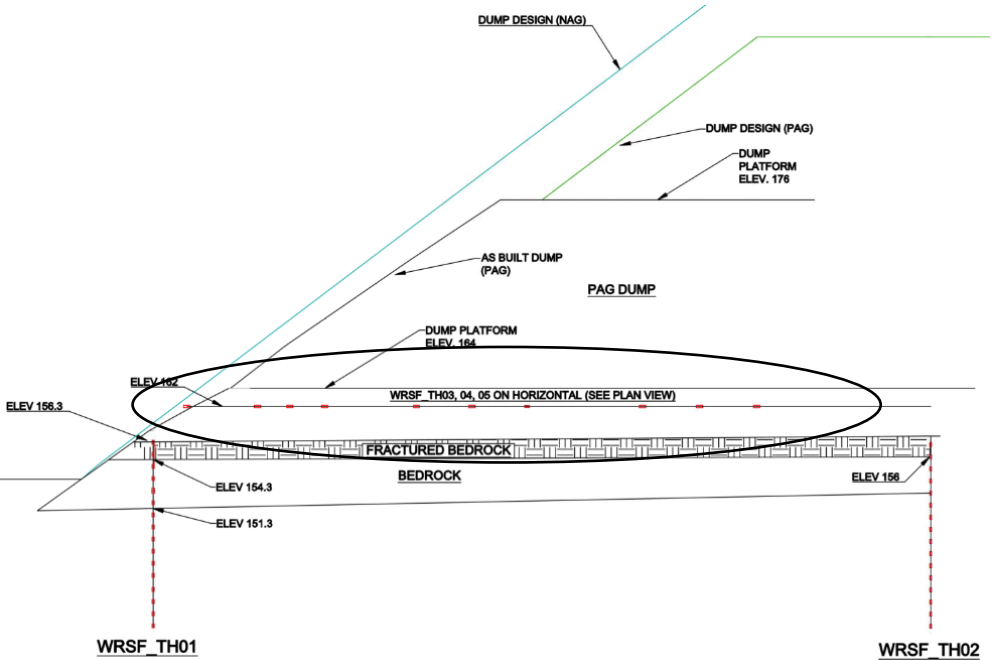 DUMP DESIGN (NAG)
DUMP DESIGN (PAG)
DUMP
PLATFORM
ELEV. 176
AS BUILT DUMP
(PAG)
PAG DUMP
DUMP PLATFORM
ELEV. 164
ELEV 162
WRSF_TH03, 04, 05 ON HORIZONTAL (SEE PLAN VIEW)
ELEV 156.3
FRACTURED BEDROCK
BEDROCK
ELEV 156
ELEV 154.3
ELEV 151.3
WRSF_TH01
WRSF_TH02